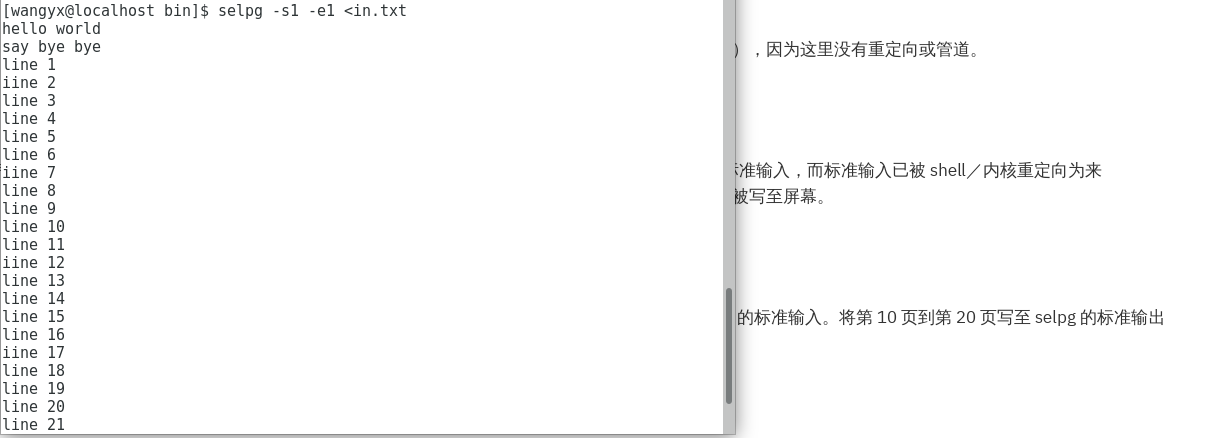 [wangyx@localhost bin]$ selpg -s1 -e1 <in.txt
hello world
say bye bye
line 1
iine 2
line 3
line 4
line 5
line 6
iine 7
line 8
line 9
line 10
line 11
iine 12
line 13
line 14
line 15
line 16
iine 17
line 18
line 19
line 20
line 21
），因为这里没有重定向或管道。
标准输入，而标准输入已被 shell／内核重定向为来
被写至屏幕。
的标准输入。将第 10 页到第 20 页写至 selpg 的标准输出